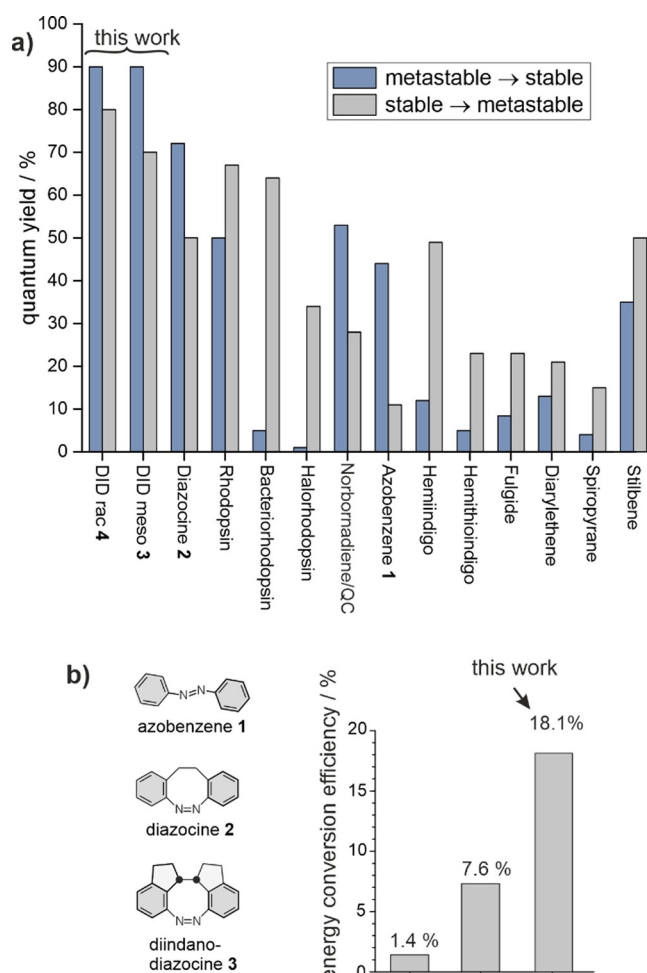 a)
this work
metastable → stable
stable → metastable
quantum yield / %
100
90
80
70
60
50
40
30
20
10
0
DID rac 4
DID meso 3
Diazocine 2
Rhodopsin
Bacteriorhodopsin
Halorhodopsin
Norbornadiene/QC
Azobenzene 1
Hemiindigo
Hemithioindigo
Fulgide
Diarylethene
Spiropyrane
Stilbene
b)
N=N
azobenzene 1
N=N
diazocine 2
N=N
diindano-
diazocine 3
this work
energy conversion efficiency / %
20
15
10
5
0
1.4 %
7.6 %
18.1%